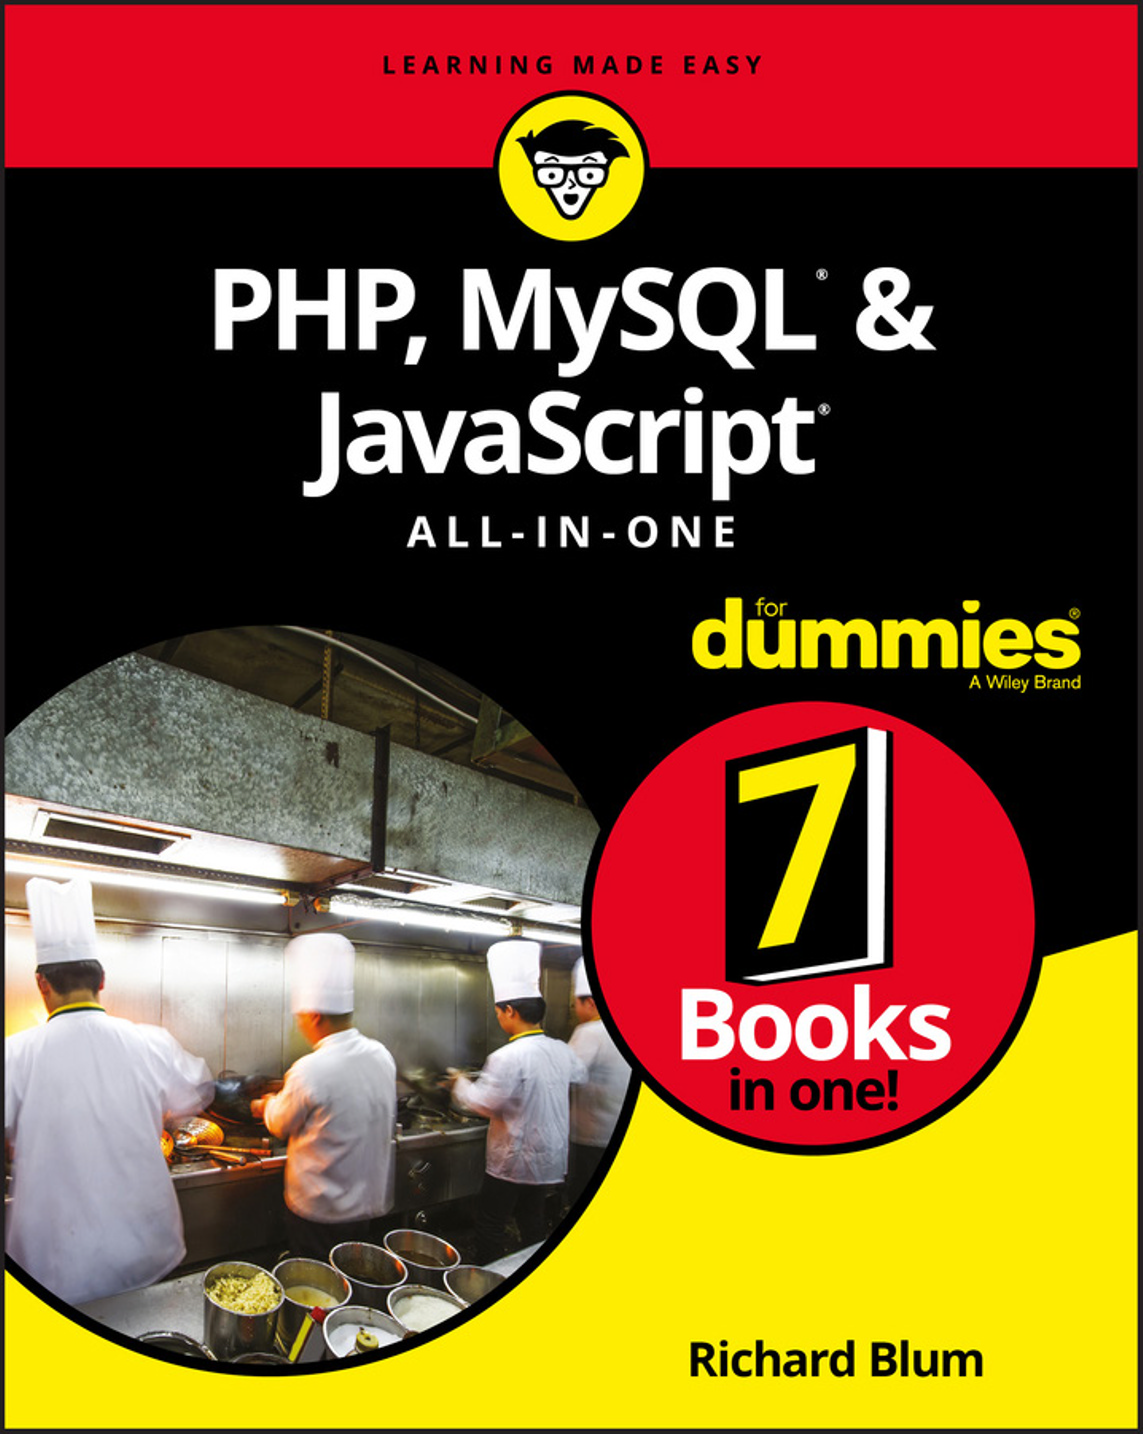 LEARNING MADE EASY
PHP, MySQL® &
JavaScript®
ALL-IN-ONE
for
dummies®
A Wiley Brand
7
Books
in one!
Richard Blum